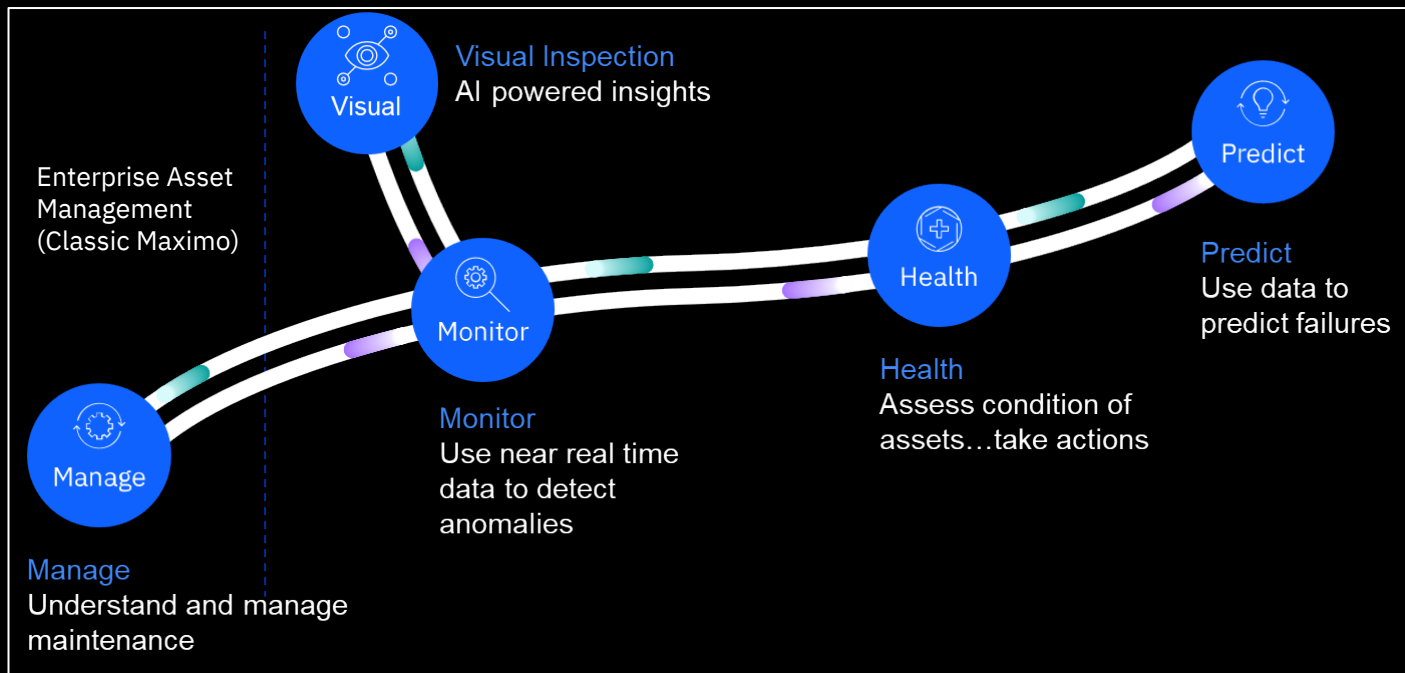 Visual
Visual Inspection
AI powered insights
Enterprise Asset
Management
(Classic Maximo)
Manage
Manage
Understand and manage
maintenance
Monitor
Monitor
Use near real time
data to detect
anomalies
Health
Health
Assess condition of
assets…take actions
Predict
Predict
Use data to
predict failures